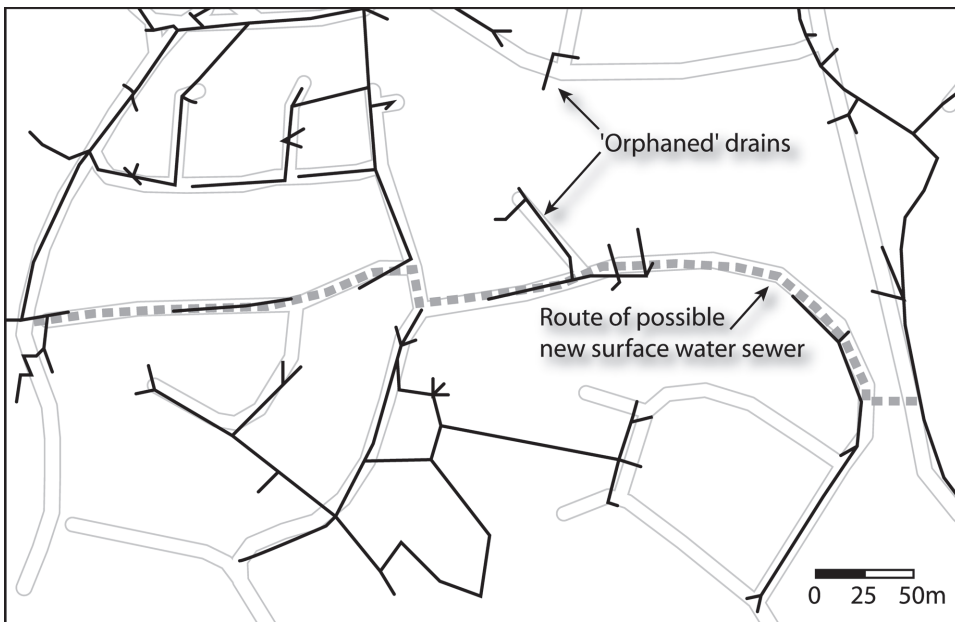 'Orphaned' drains
Route of possible
new surface water sewer
0 25 50m